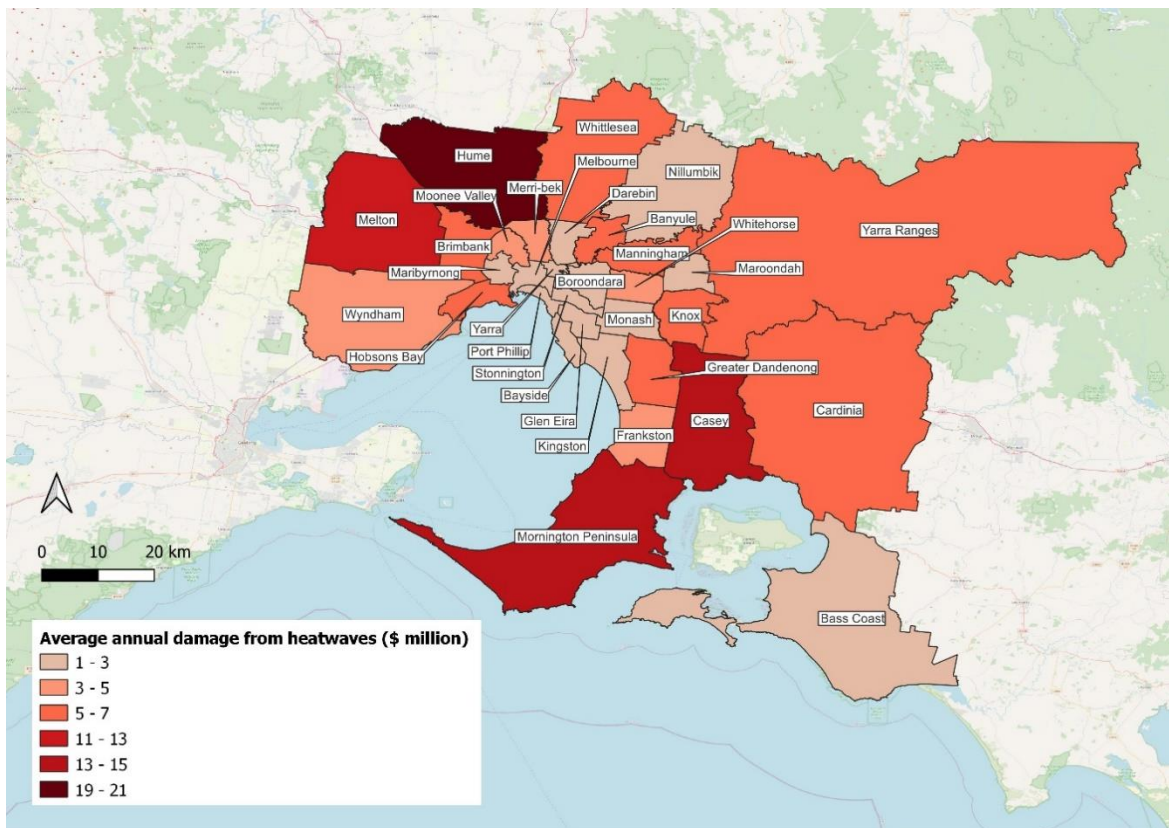 Whittlesea
Hume
Melbourne
Nillumbik
Merri-bek
Darebin
Moonee Valley
Melton
Banyule
Whitehorse
Yarra Ranges
Brimbank
Manningham
Maribyrnong
Maroondah
Boroondara
Wyndham
Monash
Knox
Yarra
Port Phillip
Hobsons Bay
Greater Dandenong
Stonnington
Bayside
Cardinia
Glen Eira
Casey
Frankston
Kingston
Mornington Peninsula
0 10 20 km
Bass Coast
Average annual damage from heatwaves ($ million)
1 - 3
3 - 5
5 - 7
11 - 13
13 - 15
19 - 21